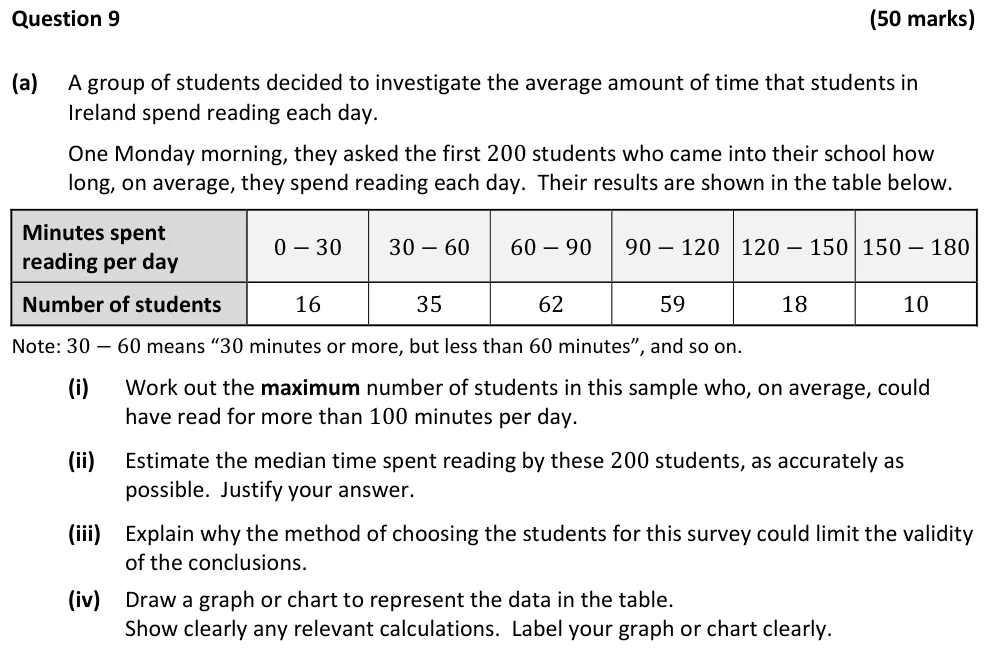 Question 9 (50 marks)
(a) A group of students decided to investigate the average amount of time that students in
Ireland spend reading each day.
One Monday morning, they asked the first 200 students who came into their school how
long, on average, they spend reading each day. Their results are shown in the table below.
Minutes spent
reading per day
0 – 30 30 – 60 60 – 90 90 – 120 120 – 150 150 – 180
Number of students 16 35 62 59 18 10
Note: 30 – 60 means “30 minutes or more, but less than 60 minutes”, and so on.
(i) Work out the maximum number of students in this sample who, on average, could
have read for more than 100 minutes per day.
(ii) Estimate the median time spent reading by these 200 students, as accurately as
possible. Justify your answer.
(iii) Explain why the method of choosing the students for this survey could limit the validity
of the conclusions.
(iv) Draw a graph or chart to represent the data in the table.
Show clearly any relevant calculations. Label your graph or chart clearly.